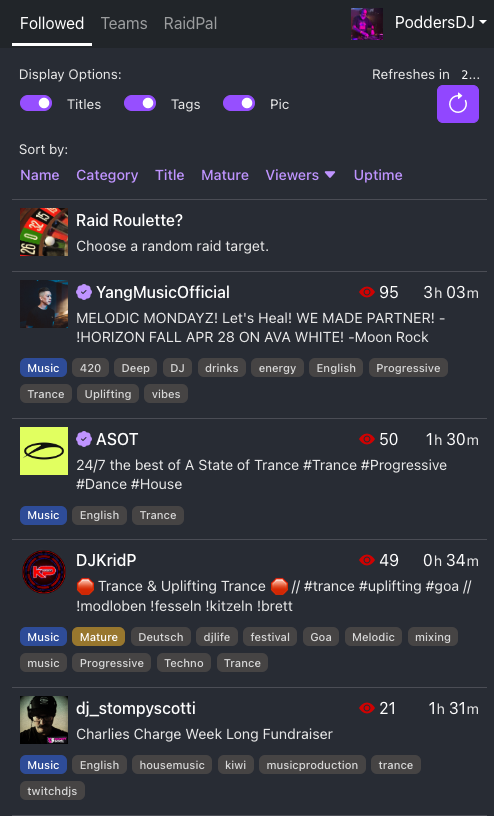 Followed Teams RaidPal PoddersDJ
Display Options: Refreshes in 2...
Titles Tags Pic
Sort by:
Name Category Title Mature Viewers Uptime
Raid Roulette?
Choose a random raid target.
YangMusicOfficial 95 3h 03m
MELODIC MONDAYZ! Let's Heal! WE MADE PARTNER! -
!HORIZON FALL APR 28 ON AVA WHITE! -Moon Rock
Music 420 Deep DJ drinks energy English Progressive
Trance Uplifting vibes
ASOT 50 1h 30m
24/7 the best of A State of Trance #Trance #Progressive
#Dance #House
Music English Trance
DJKridP 49 0h 34m
🛑 Trance & Uplifting Trance 🛑 // #trance #uplifting #goa //
!modloben !fesseln !kitzeln !brett
Music Mature Deutsch djlife festival Goa Melodic mixing
music Progressive Techno Trance
dj_stompyscotti 21 1h 31m
Charlies Charge Week Long Fundraiser
Music English housemusic kiwi musicproduction trance
twitchdjs